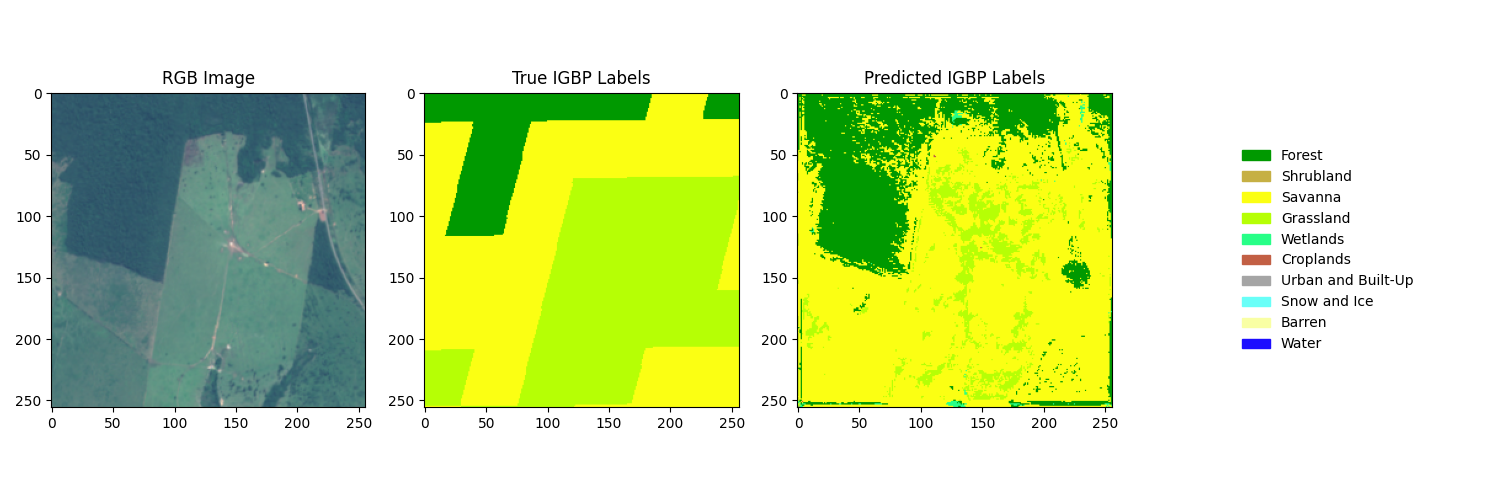 RGB Image
True IGBP Labels
Predicted IGBP Labels
0
50
100
150
200
250
0 50 100 150 200 250
0
50
100
150
200
250
0 50 100 150 200 250
0
50
100
150
200
250
0 50 100 150 200 250
Forest
Shrubland
Savanna
Grassland
Wetlands
Croplands
Urban and Built-Up
Snow and Ice
Barren
Water